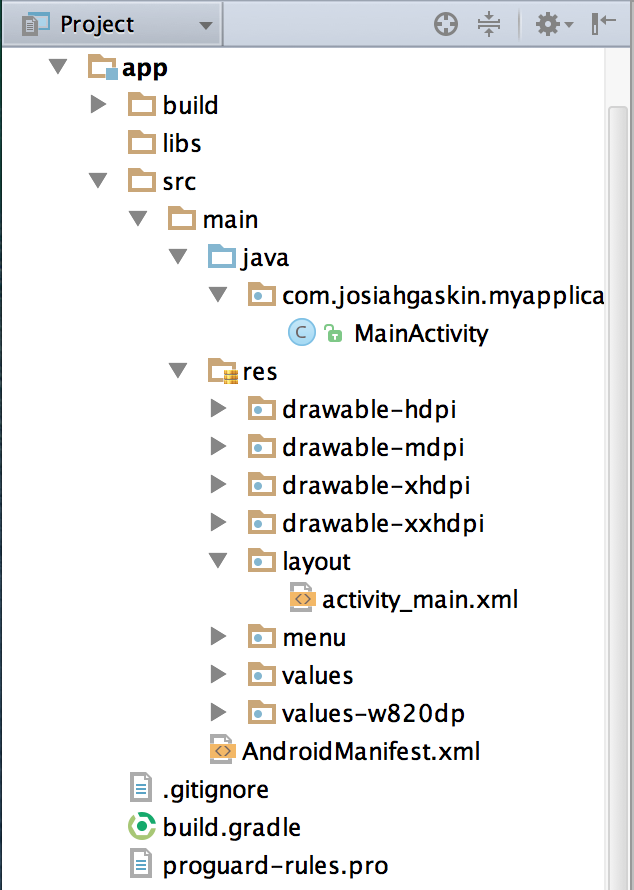 Project
app
build
libs
src
main
java
com.josiahgaskin.myapplica
C MainActivity
res
drawable-hdpi
drawable-mdpi
drawable-xhdpi
drawable-xxhdpi
layout
<> activity_main.xml
menu
values
values-w820dp
<> AndroidManifest.xml
.gitignore
build.gradle
proguard-rules.pro